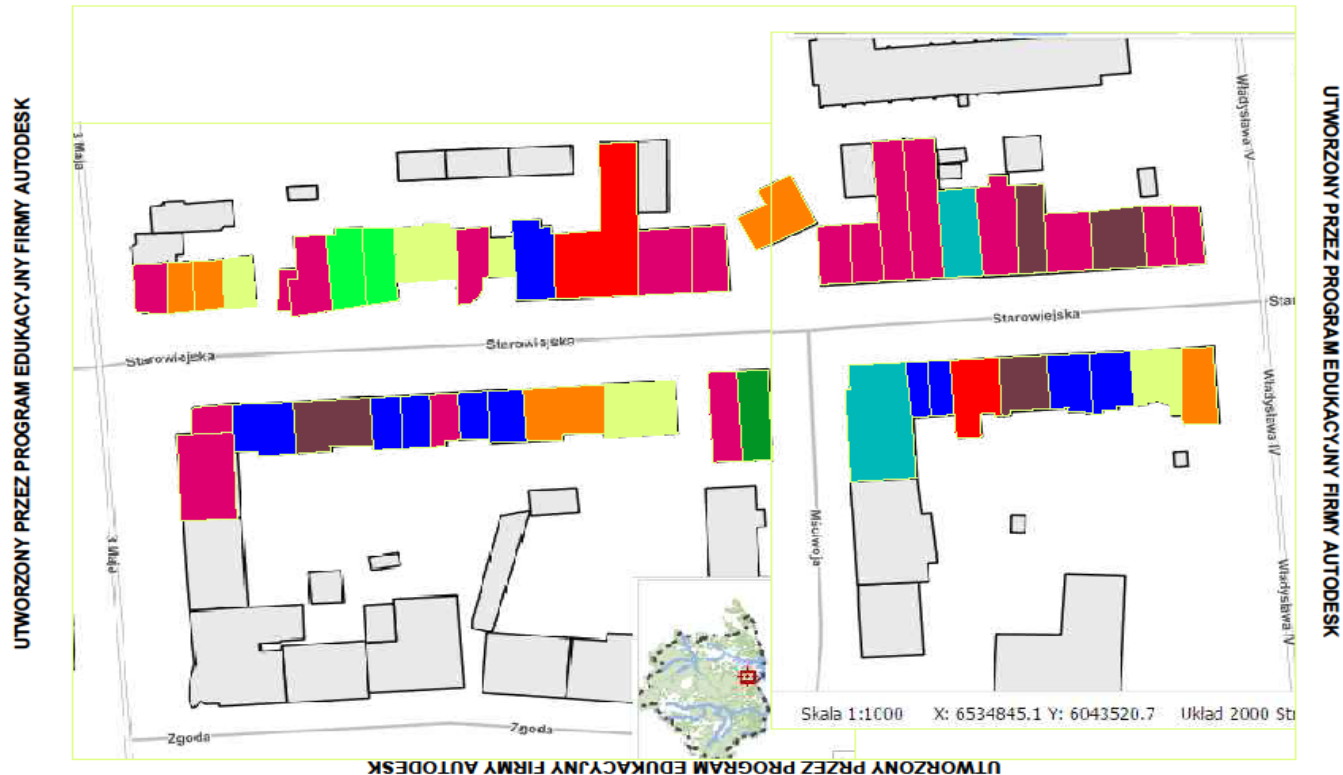 UTWORZONY PRZEZ PROGRAM EDUKACYJNY FIRMY AUTODESK
3 Maja
Władysława IV
Starowiejska
Starowiejska
Starowiejska
Star
Władysława IV
3 Maja
Mściwoja
Władysława IV
Zgoda
Zgoda
Skala 1:1000 X: 6534845.1 Y: 6043520.7 Układ 2000 Str
UTWORZONY PRZEZ PROGRAM EDUKACYJNY FIRMY AUTODESK
UTWORZONY PRZEZ PROGRAM EDUKACYJNY FIRMY AUTODESK